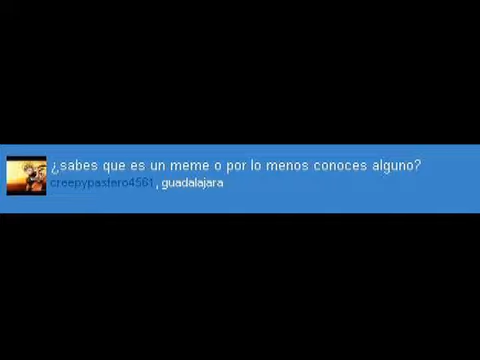 ¿sabes que es un meme o por lo menos conoces alguno?
creepypastero4561, guadalajara